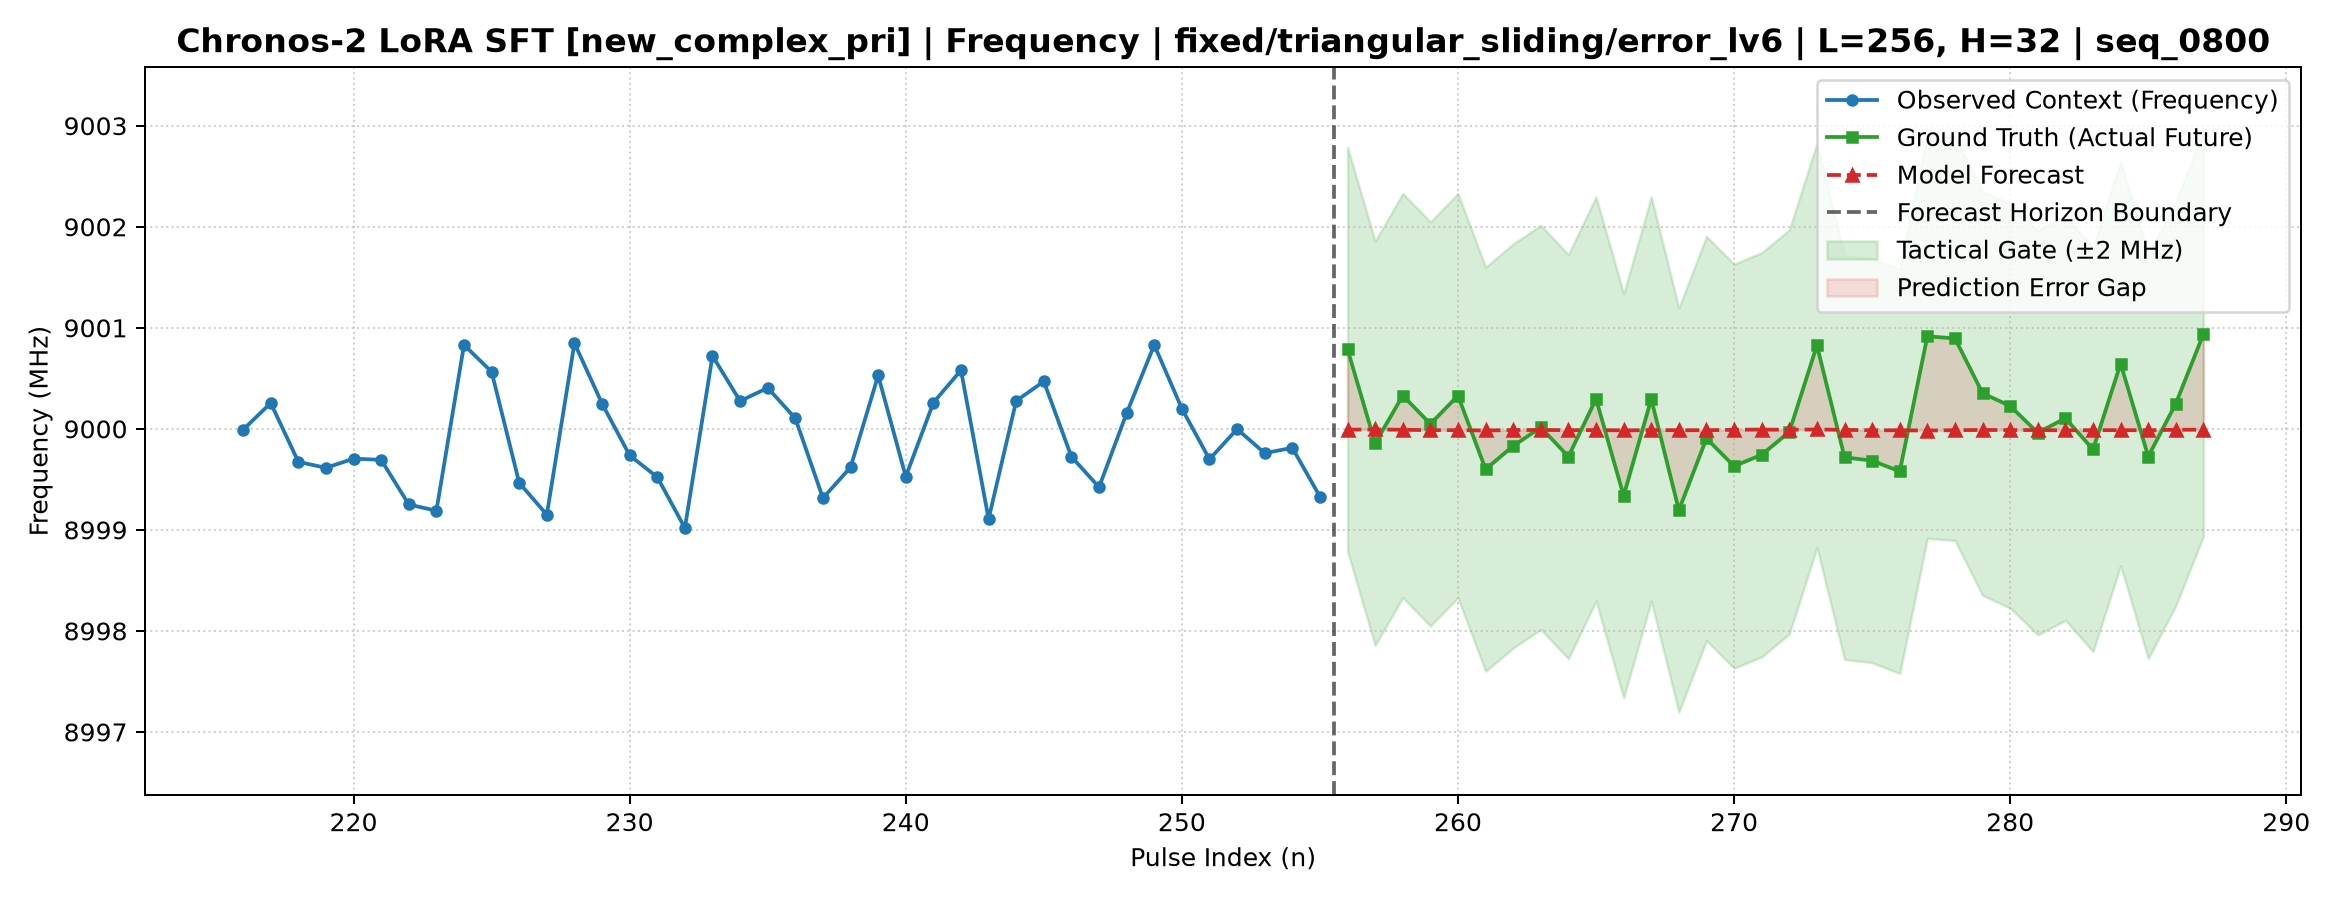 Chronos-2 LoRA SFT [new_complex_pri] | Frequency | fixed/triangular_sliding/error_lv6 | L=256, H=32 | seq_0800
Observed Context (Frequency)
Ground Truth (Actual Future)
Model Forecast
Forecast Horizon Boundary
Tactical Gate (±2 MHz)
Prediction Error Gap
Frequency (MHz)
9003
9002
9001
9000
8999
8998
8997
220 230 240 250 260 270 280 290
Pulse Index (n)